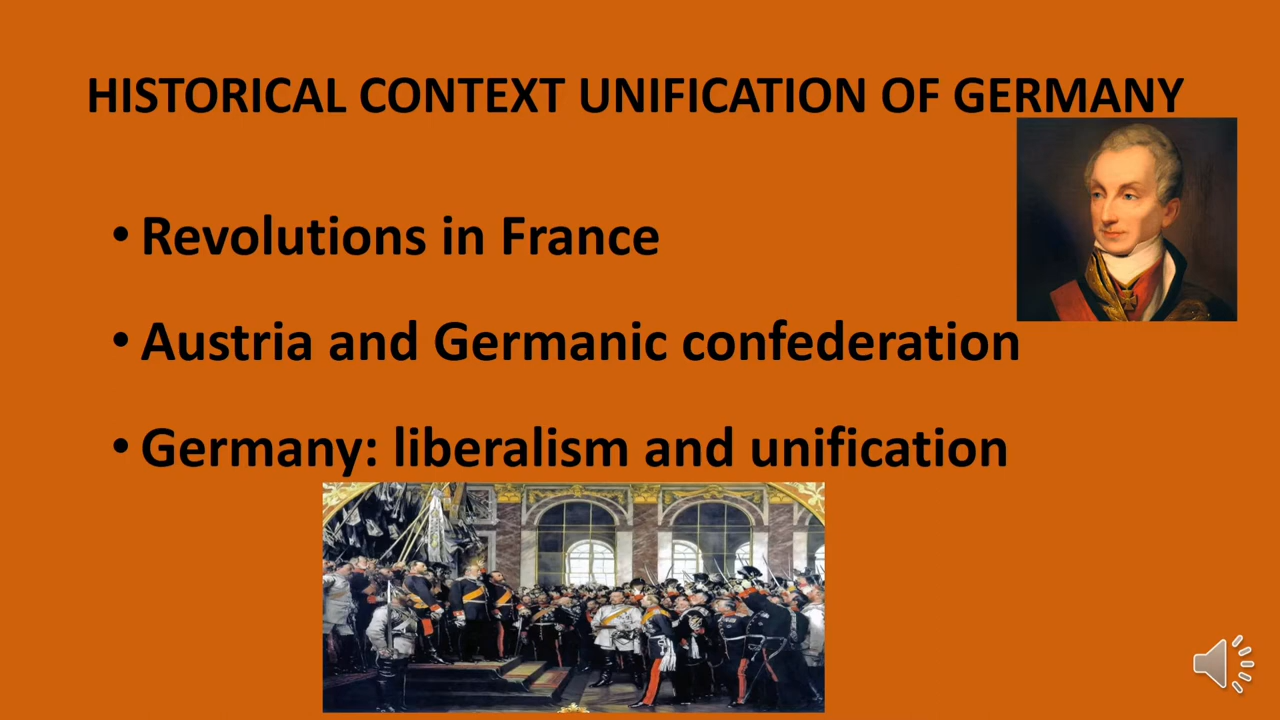 HISTORICAL CONTEXT UNIFICATION OF GERMANY
• Revolutions in France
• Austria and Germanic confederation
• Germany: liberalism and unification